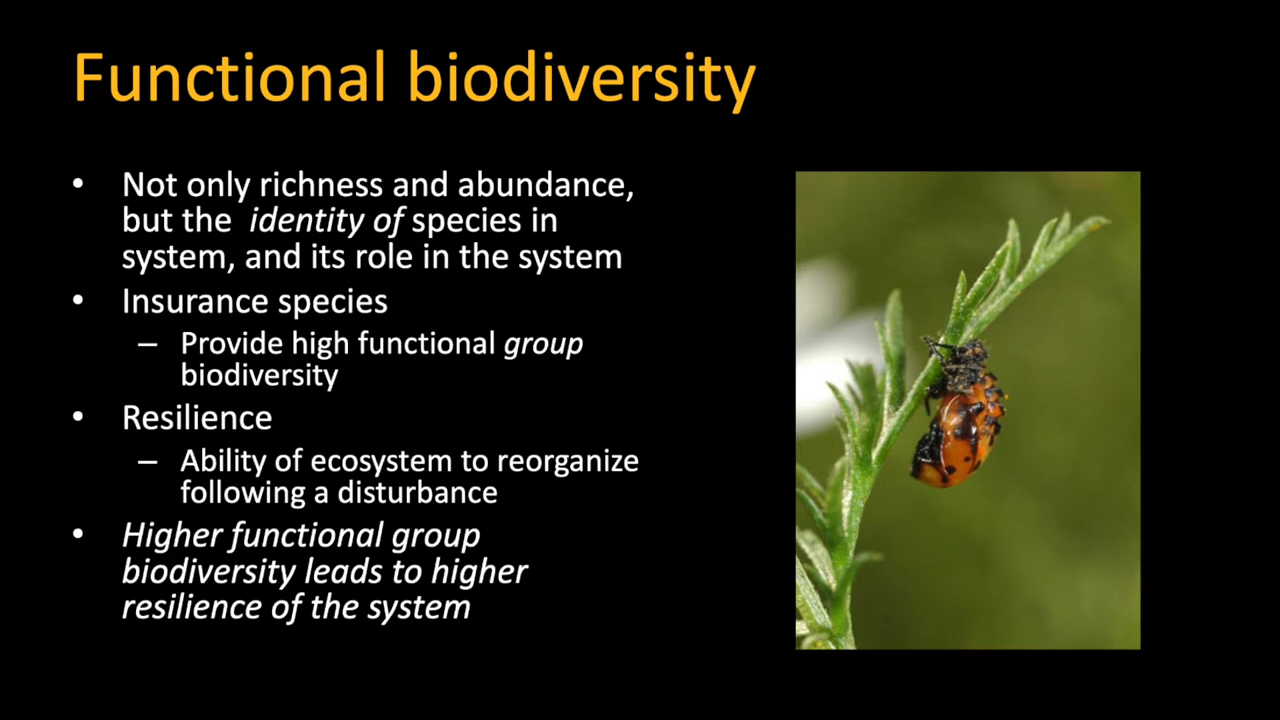 Functional biodiversity
• Not only richness and abundance,
but the identity of species in
system, and its role in the system
• Insurance species
– Provide high functional group
biodiversity
• Resilience
– Ability of ecosystem to reorganize
following a disturbance
• Higher functional group
biodiversity leads to higher
resilience of the system